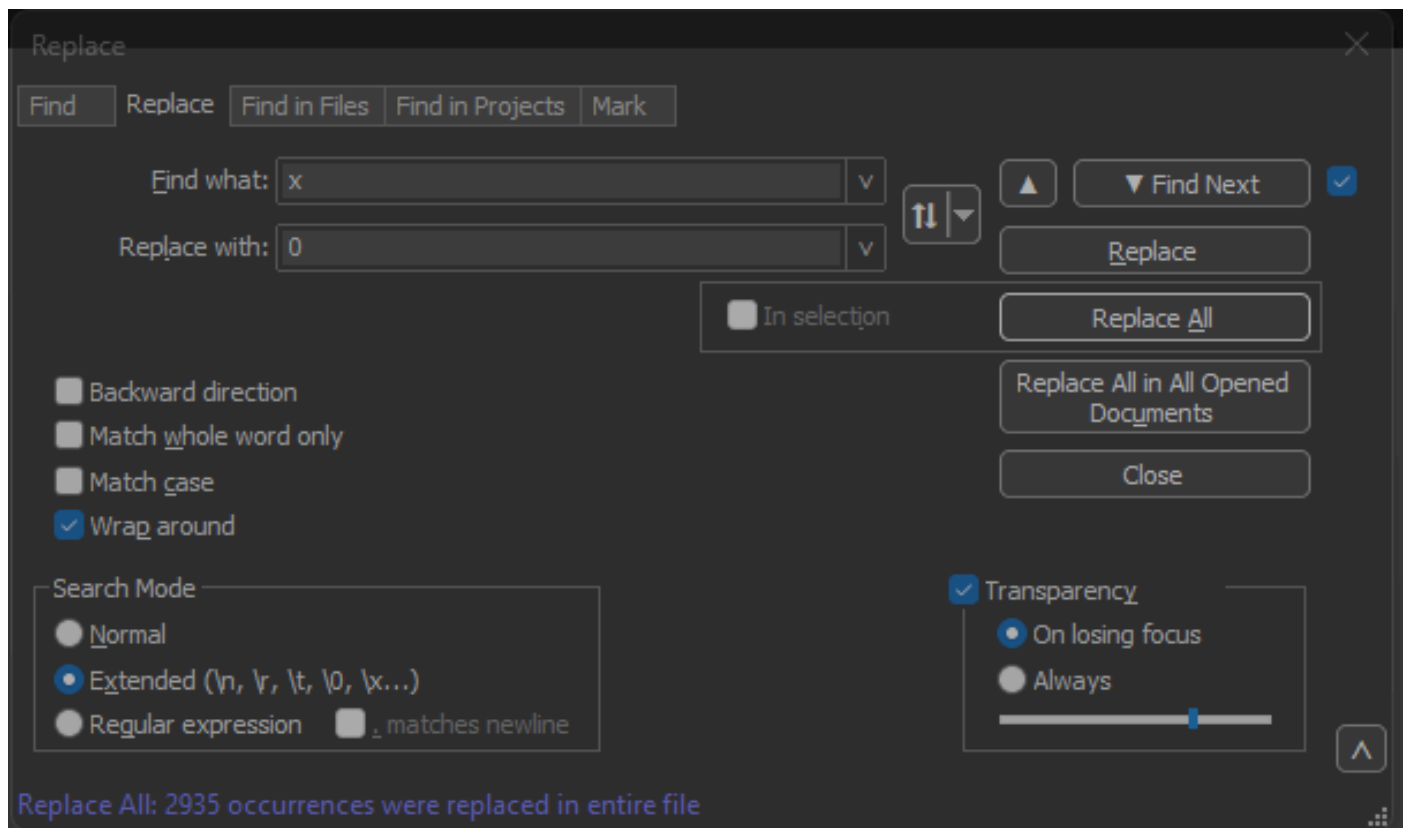 Replace
Find Replace Find in Files Find in Projects Mark
Find what: x
▼ Find Next
Replace with: 0
Replace
In selection
Replace All
Replace All in All Opened
Documents
Backward direction
Match whole word only
Match case
Close
Wrap around
Search Mode
Normal
Extended (\n, \r, \t, \0, \x...)
Regular expression . matches newline
Transparency
On losing focus
Always
Replace All: 2935 occurrences were replaced in entire file